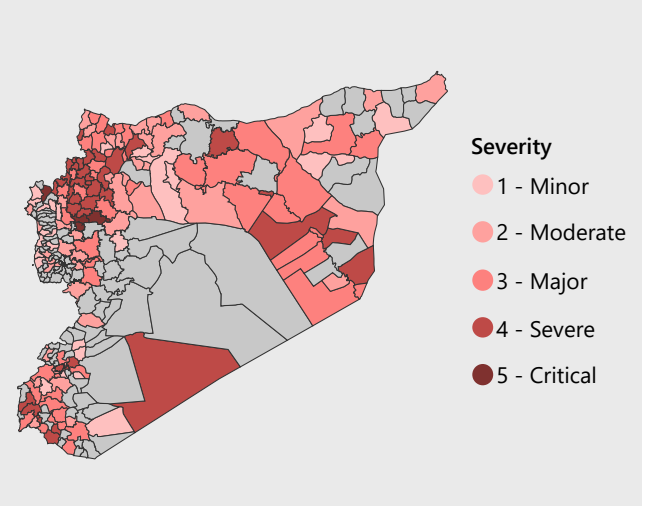 Severity
1 - Minor
2 - Moderate
3 - Major
4 - Severe
5 - Critical